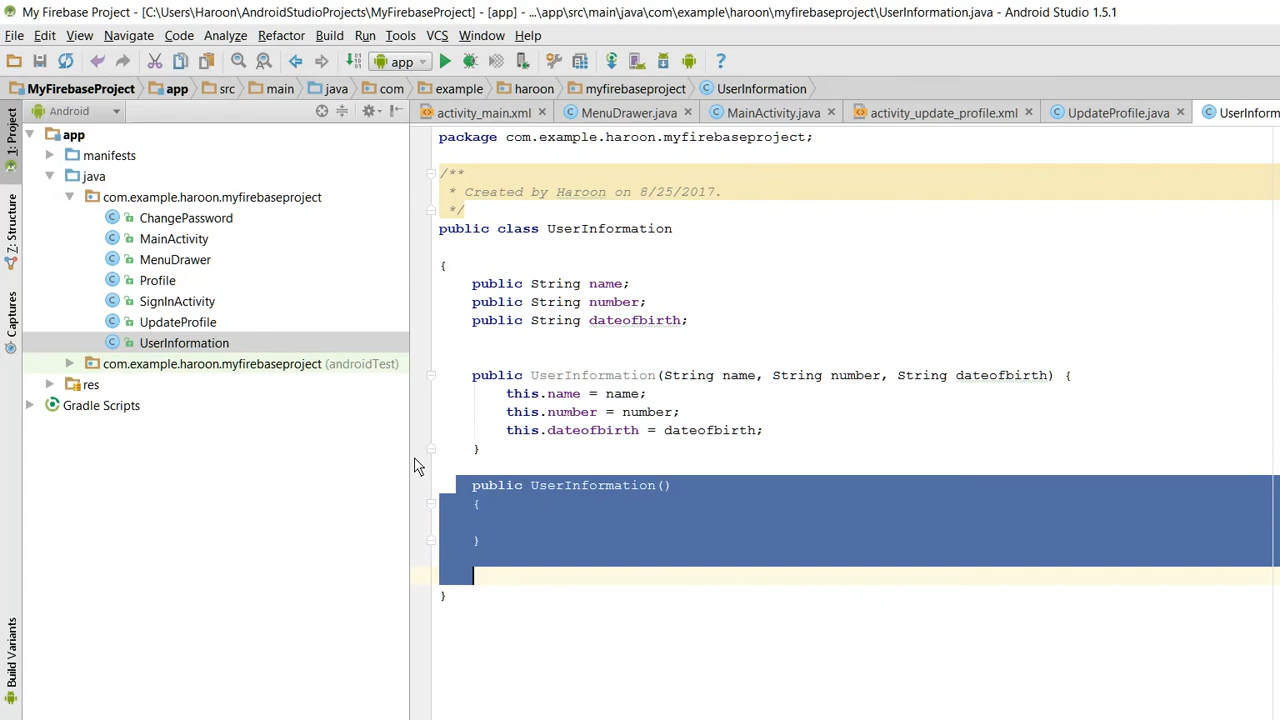 My Firebase Project - [C:\Users\Haroon\AndroidStudioProjects\MyFirebaseProject] - [app] - ...\app\src\main\java\com\example\haroon\myfirebaseproject\UserInformation.java - Android Studio 1.5.1
File Edit View Navigate Code Analyze Refactor Build Run Tools VCS Window Help
app
MyFirebaseProject app src main java com example haroon myfirebaseproject UserInformation
Android
activity_main.xml MenuDrawer.java MainActivity.java activity_update_profile.xml UpdateProfile.java UserInform
1: Project
7: Structure
Captures
Build Variants
app
manifests
java
com.example.haroon.myfirebaseproject
ChangePassword
MainActivity
MenuDrawer
Profile
SignInActivity
UpdateProfile
UserInformation
com.example.haroon.myfirebaseproject (androidTest)
res
Gradle Scripts
package com.example.haroon.myfirebaseproject;
/**
* Created by Haroon on 8/25/2017.
*/
public class UserInformation
{
public String name;
public String number;
public String dateofbirth;
public UserInformation(String name, String number, String dateofbirth) {
this.name = name;
this.number = number;
this.dateofbirth = dateofbirth;
}
public UserInformation()
{
}
}